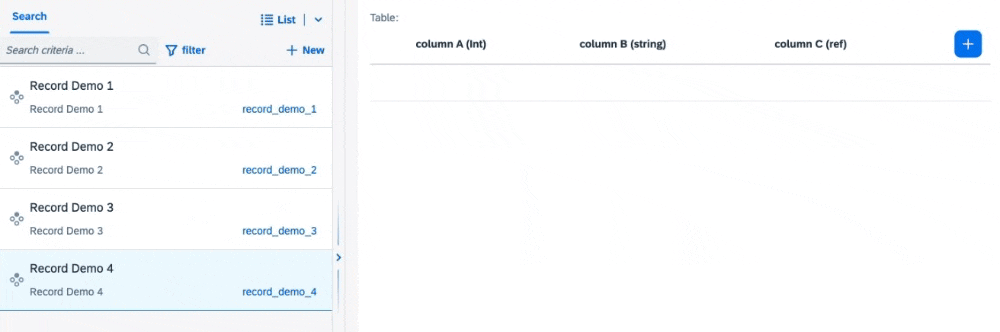 Search
List
Search criteria ...
filter
New
Record Demo 1
Record Demo 1 record_demo_1
Record Demo 2
Record Demo 2 record_demo_2
Record Demo 3
Record Demo 3 record_demo_3
Record Demo 4
Record Demo 4 record_demo_4
Table:
column A (Int) column B (string) column C (ref)